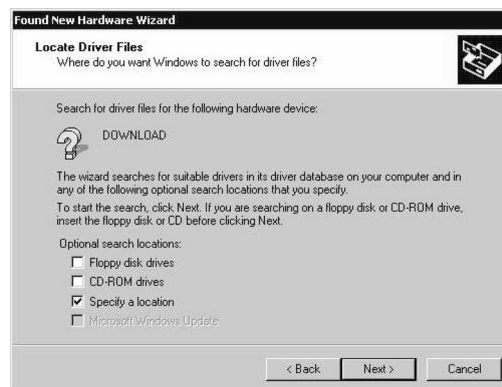 Found New Hardware Wizard
Locate Driver Files
Where do you want Windows to search for driver files?
Search for driver files for the following hardware device:
DOWNLOAD
The wizard searches for suitable drivers in its driver database on your computer and in
any of the following optional search locations that you specify.
To start the search, click Next. If you are searching on a floppy disk or CD-ROM drive,
insert the floppy disk or CD before clicking Next.
Optional search locations:
Floppy disk drives
CD-ROM drives
Specify a location
Microsoft Windows Update
< Back Next > Cancel